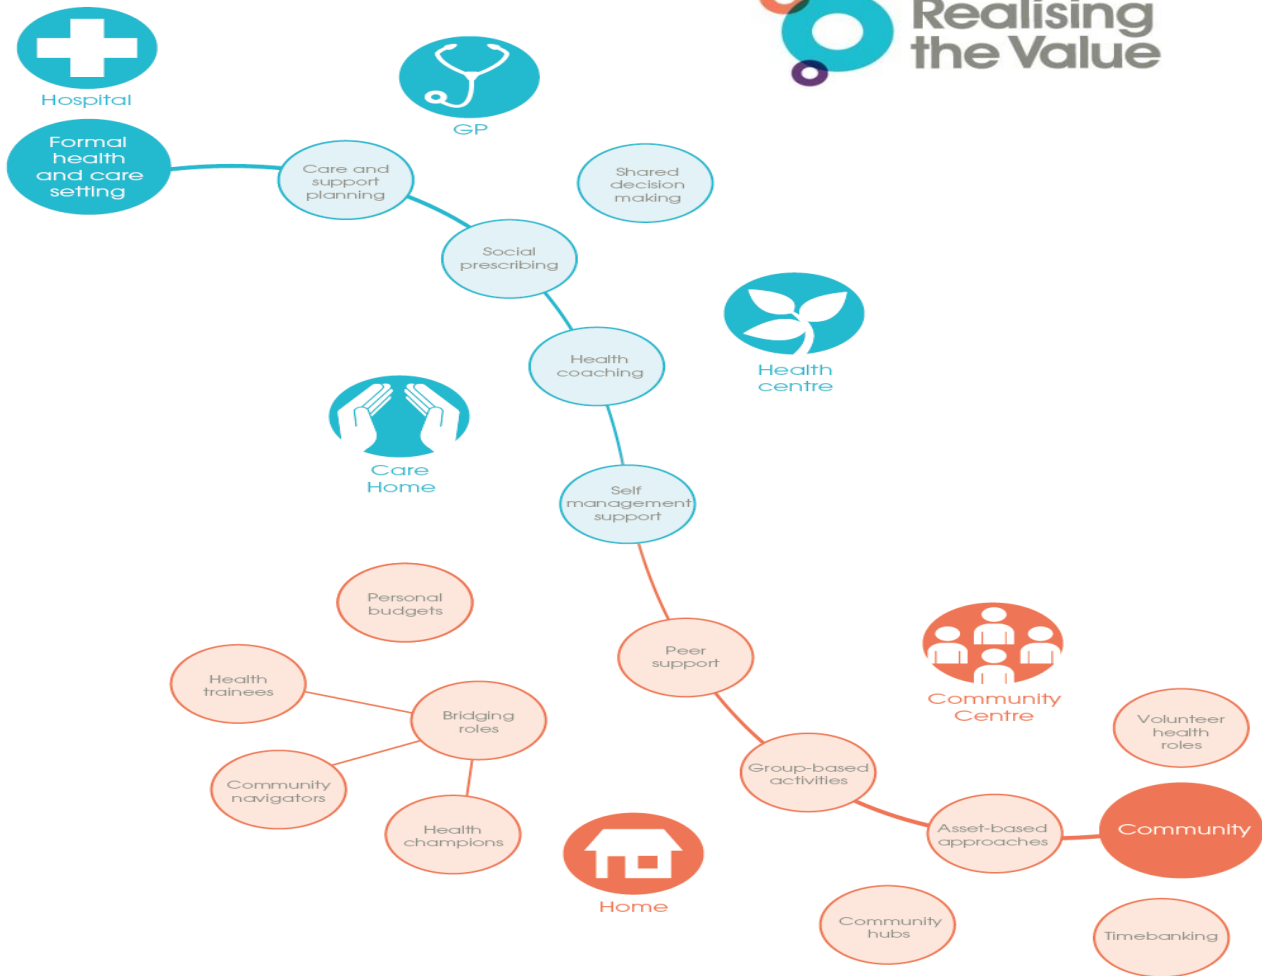 Realising
the Value
Hospital
GP
Formal
health
and care
setting
Care and
support
planning
Shared
decision
making
Social
prescribing
Health
coaching
Health
centre
Care
Home
Self
management
support
Personal
budgets
Peer
support
Health
trainees
Bridging
roles
Community
Centre
Volunteer
health
roles
Group-based
activities
Community
navigators
Health
champions
Asset-based
approaches
Community
Home
Community
hubs
Timebanking